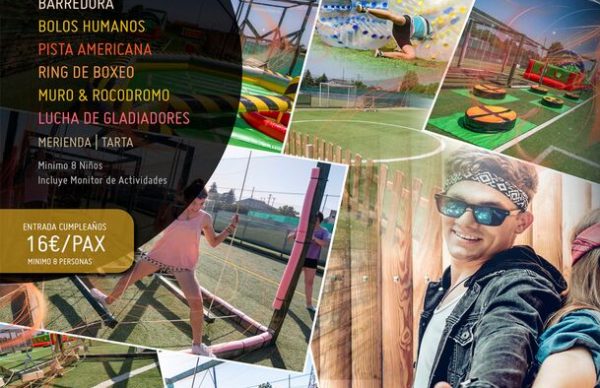 BARREDORA
BOLOS HUMANOS
PISTA AMERICANA
RING DE BOXEO
MURO & ROCODROMO
LUCHA DE GLADIADORES
MERIENDA | TARTA
Minimo 8 Niños
Incluye Monitor de Actividades
ENTRADA CUMPLEAÑOS
16€/PAX
MINIMO 8 PERSONAS